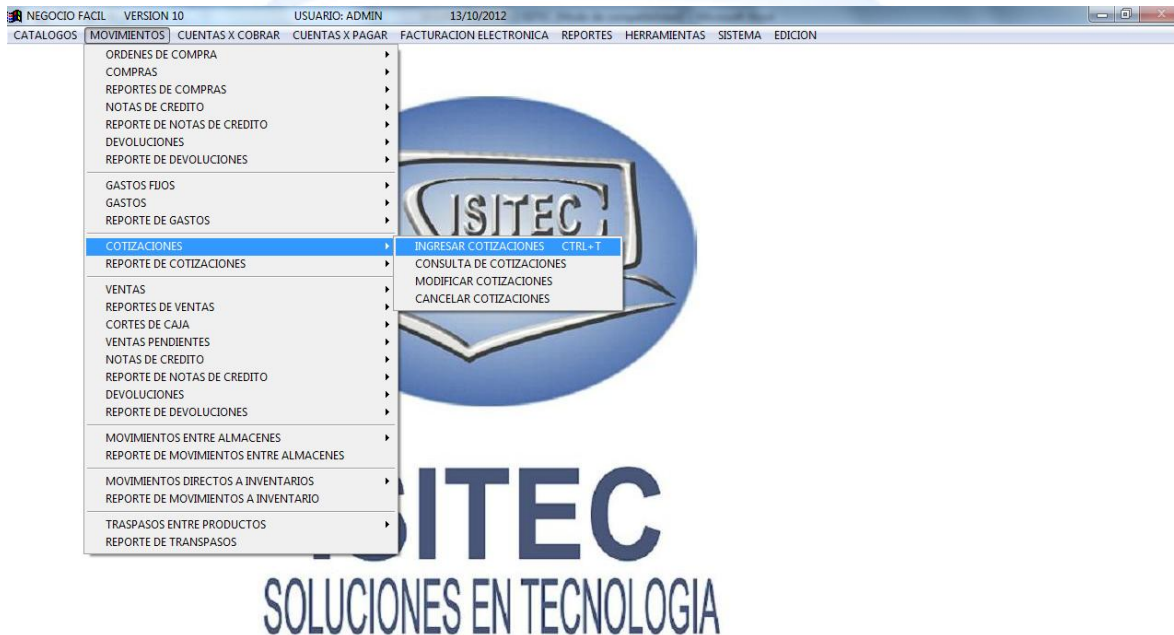 NEGOCIO FACIL VERSION 10 USUARIO: ADMIN 13/10/2012
CATALOGOS MOVIMIENTOS CUENTAS X COBRAR CUENTAS X PAGAR FACTURACION ELECTRONICA REPORTES HERRAMIENTAS SISTEMA EDICION
ORDENES DE COMPRA
COMPRAS
REPORTES DE COMPRAS
NOTAS DE CREDITO
REPORTE DE NOTAS DE CREDITO
DEVOLUCIONES
REPORTE DE DEVOLUCIONES
GASTOS FIJOS
GASTOS
REPORTE DE GASTOS
COTIZACIONES
REPORTE DE COTIZACIONES
VENTAS
REPORTES DE VENTAS
CORTES DE CAJA
VENTAS PENDIENTES
NOTAS DE CREDITO
REPORTE DE NOTAS DE CREDITO
DEVOLUCIONES
REPORTE DE DEVOLUCIONES
MOVIMIENTOS ENTRE ALMACENES
REPORTE DE MOVIMIENTOS ENTRE ALMACENES
MOVIMIENTOS DIRECTOS A INVENTARIOS
REPORTE DE MOVIMIENTOS A INVENTARIO
TRASPASOS ENTRE PRODUCTOS
REPORTE DE TRANSPASOS
INGRESAR COTIZACIONES CTRL+T
CONSULTA DE COTIZACIONES
MODIFICAR COTIZACIONES
CANCELAR COTIZACIONES
ISITEC
ISITEC
SOLUCIONES EN TECNOLOGIA